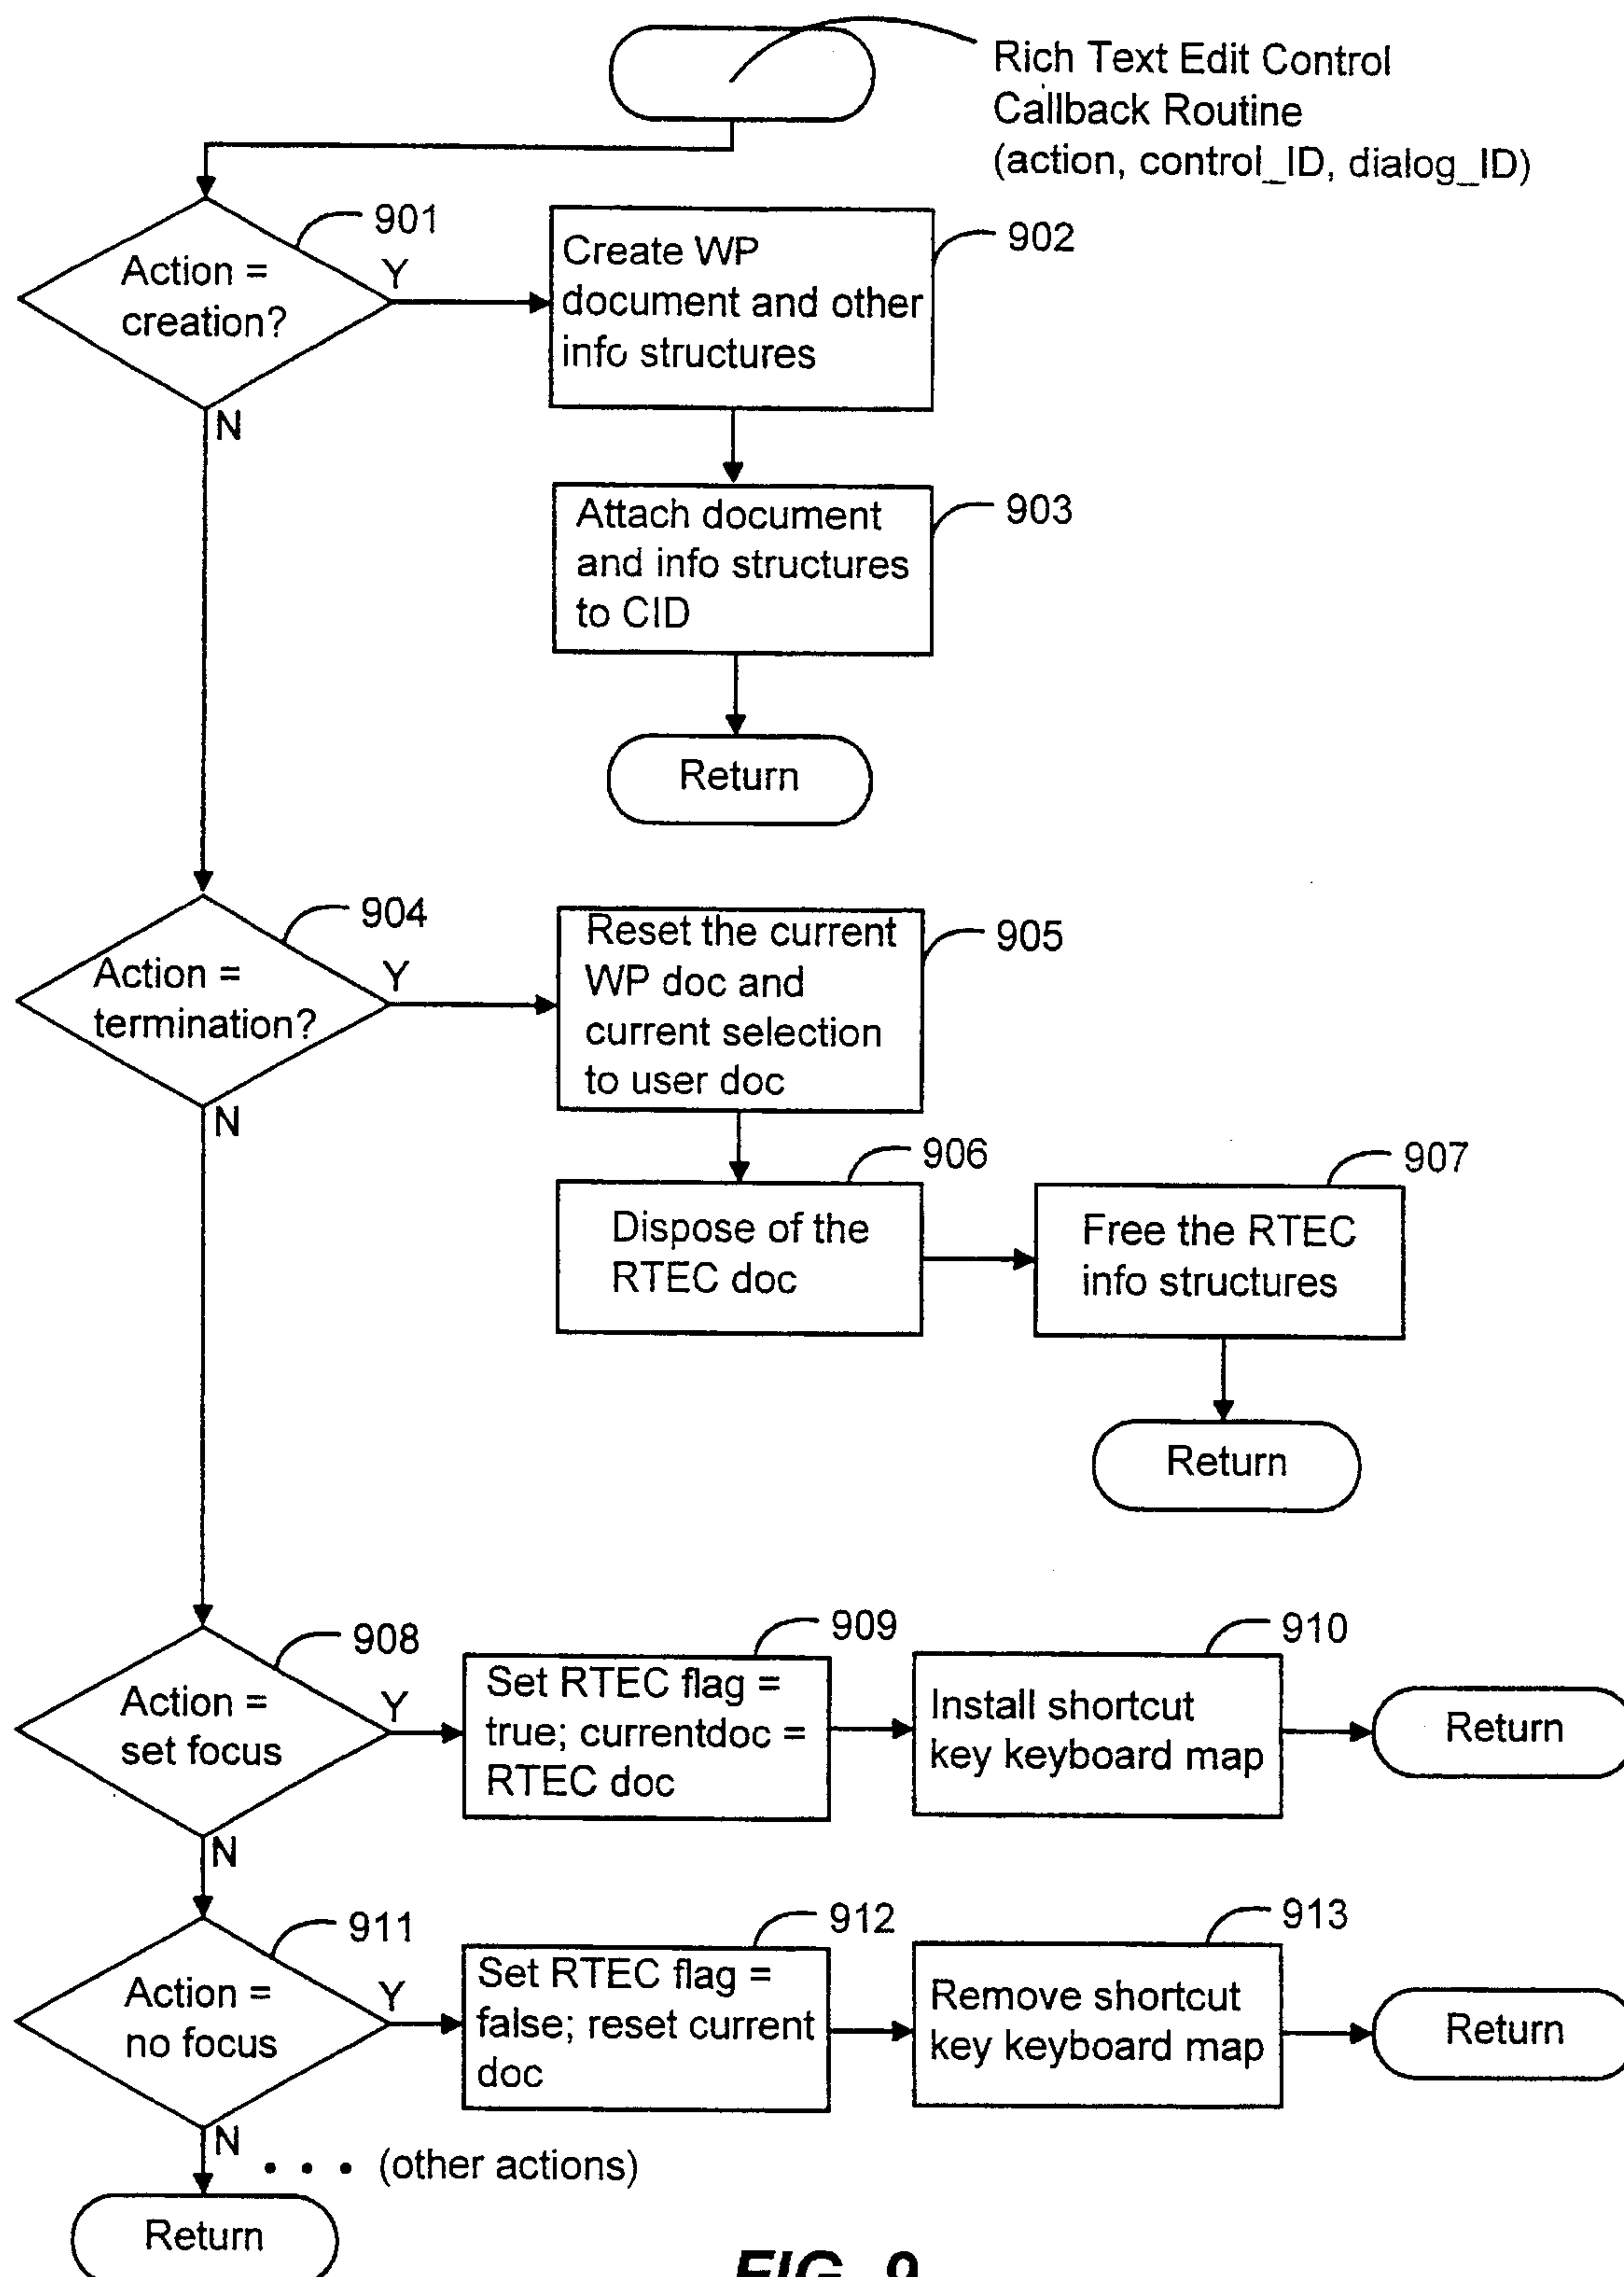 Rich Text Edit Control
Callback Routine
(action, control_ID, dialog_ID)
901
Action =
creation?
Y
N
902
Create WP
document and other
info structures
903
Attach document
and info structures
to CID
Return
904
Action =
termination?
Y
N
905
Reset the current
WP doc and
current selection
to user doc
906
Dispose of the
RTEC doc
907
Free the RTEC
info structures
Return
908
Action =
set focus
Y
N
909
Set RTEC flag =
true; currentdoc =
RTEC doc
910
Install shortcut
key keyboard map
Return
911
Action =
no focus
Y
N
912
Set RTEC flag =
false; reset current
doc
913
Remove shortcut
key keyboard map
Return
• • • (other actions)
Return
FIG. 9